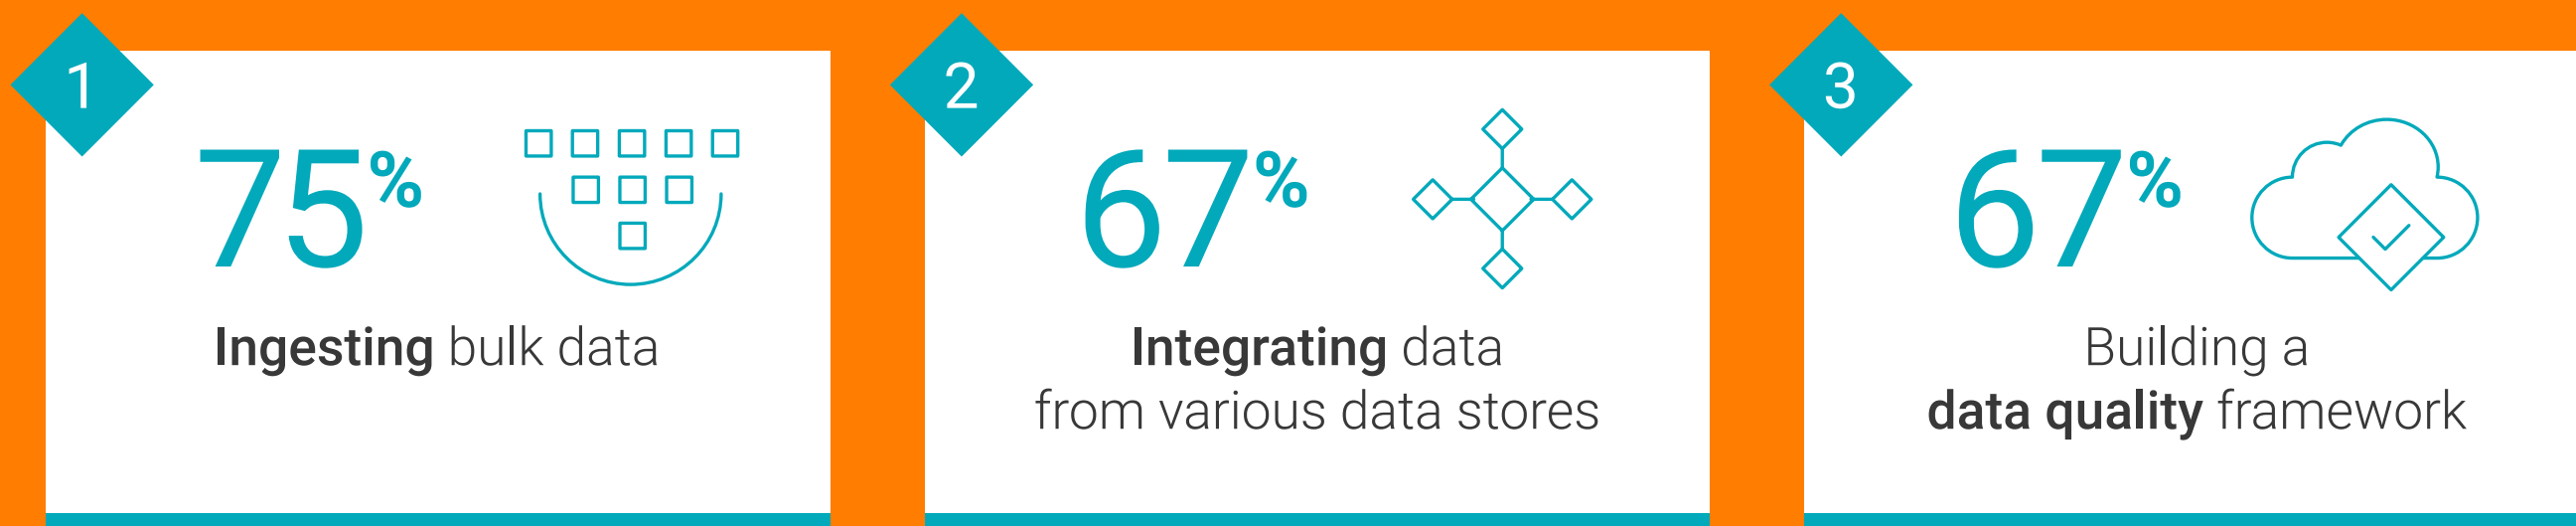 1
75%
Ingesting bulk data
2
67%
Integrating data
from various data stores
3
67%
Building a
data quality framework